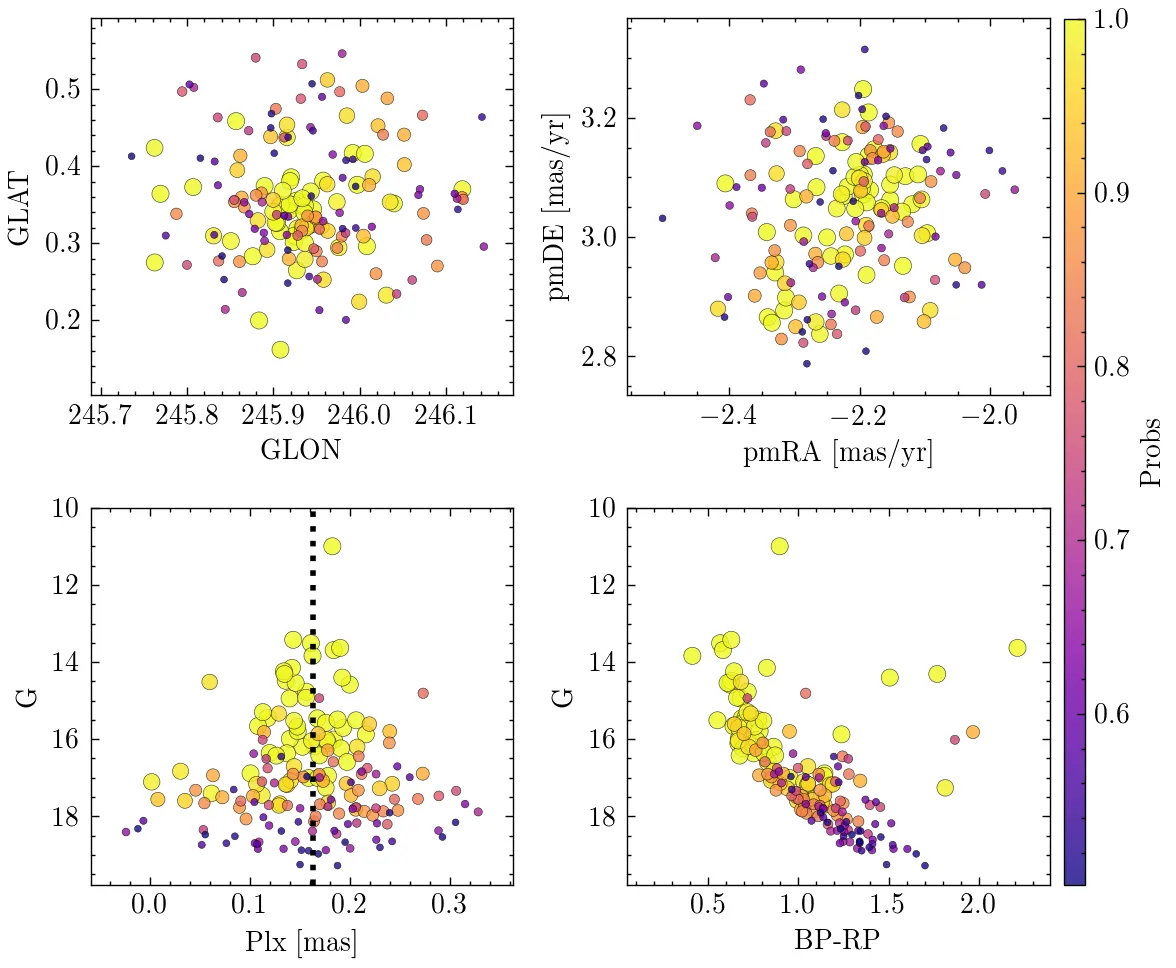 0.5
0.4
0.3
0.2
GLAT
245.7 245.8 245.9 246.0 246.1
GLON
3.2
3.0
2.8
pmDE [mas/yr]
−2.4 −2.2 −2.0
pmRA [mas/yr]
10
12
14
16
18
G
0.0 0.1 0.2 0.3
Plx [mas]
10
12
14
16
18
G
0.5 1.0 1.5 2.0
BP-RP
1.0
0.9
0.8
0.7
0.6
Probs